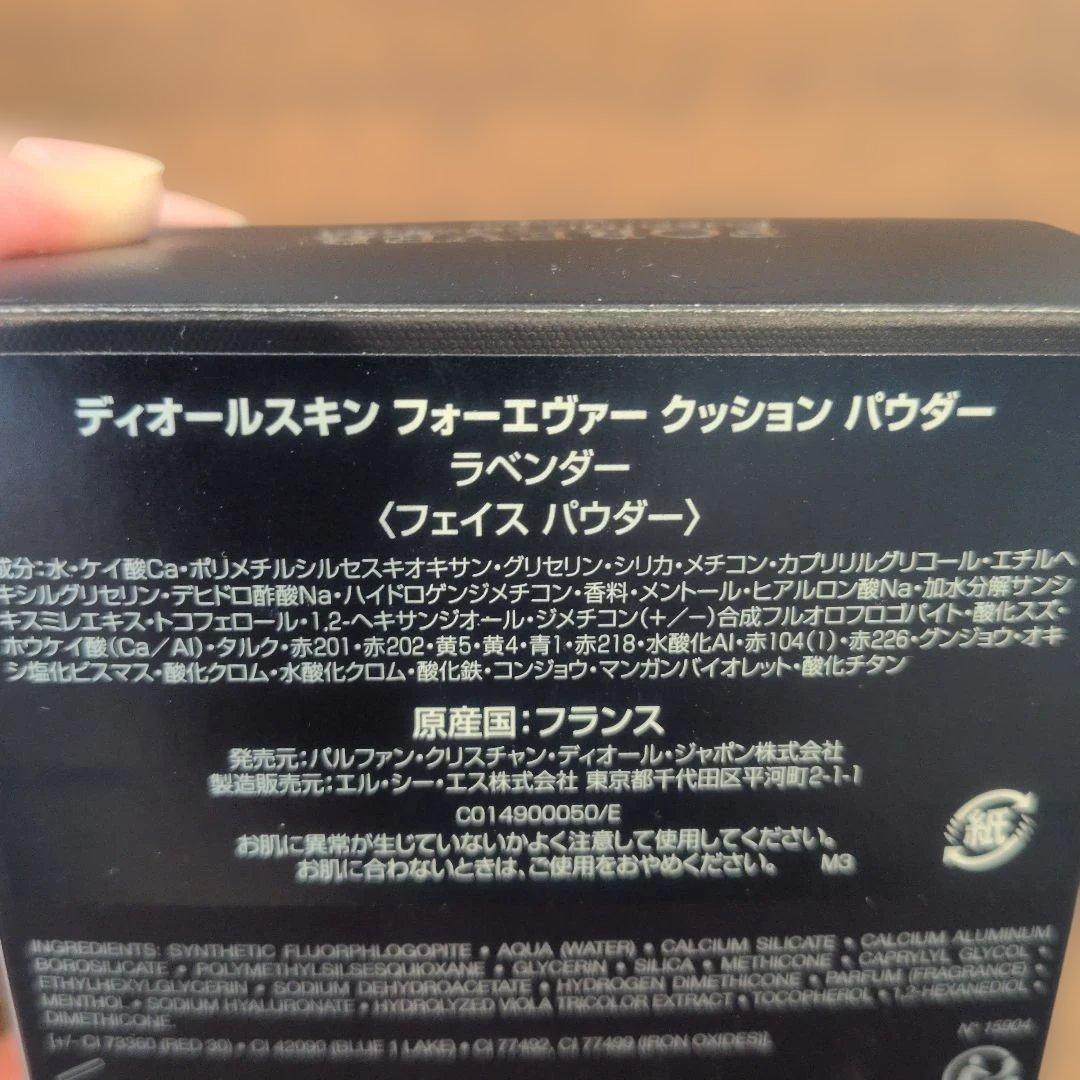 ディオールスキン フォーエヴァー クッション パウダー
ラベンダー
〈フェイス パウダー〉
成分:水・ケイ酸Ca・ポリメチルシルセスキオキサン・グリセリン・シリカ・メチコン・カプリリルグリコール・エチルヘ
キシルグリセリン・デヒドロ酢酸Na・ハイドロゲンジメチコン・香料・メントール・ヒアルロン酸Na・加水分解サンシ
キスミレエキス・トコフェロール・1,2-ヘキサンジオール・ジメチコン(+/−)合成フルオロフロゴパイト・酸化スズ・
ホウケイ酸(Ca/Al)・タルク・赤201・赤202・黄5・黄4・青1・赤218・水酸化Al・赤104(1)・赤226・グンジョウ・オキ
シ塩化ビスマス・酸化クロム・水酸化クロム・酸化鉄・コンジョウ・マンガンバイオレット・酸化チタン
原産国:フランス
発売元:パルファン・クリスチャン・ディオール・ジャポン株式会社
製造販売元:エル・シー・エス株式会社 東京都千代田区平河町2-1-1
C014900050/E
お肌に異常が生じていないかよく注意して使用してください。
お肌に合わないときは、ご使用をおやめください。 M3
紙
INGREDIENTS: SYNTHETIC FLUORPHLOGOPITE • AQUA (WATER) • CALCIUM SILICATE • CALCIUM ALUMINUM
BOROSILICATE • POLYMETHYLSILSESQUIOXANE • GLYCERIN • SILICA • METHICONE • CAPRYLYL GLYCOL •
ETHYLHEXYLGLYCERIN • SODIUM DEHYDROACETATE • HYDROGEN DIMETHICONE • PARFUM (FRAGRANCE) •
MENTHOL • SODIUM HYALURONATE • HYDROLYZED VIOLA TRICOLOR EXTRACT • TOCOPHEROL • 1,2-HEXANEDIOL •
DIMETHICONE.
[+/- CI 73360 (RED 30) • CI 42090 (BLUE 1 LAKE) • CI 77492, CI 77499 (IRON OXIDES)].
N° 15904